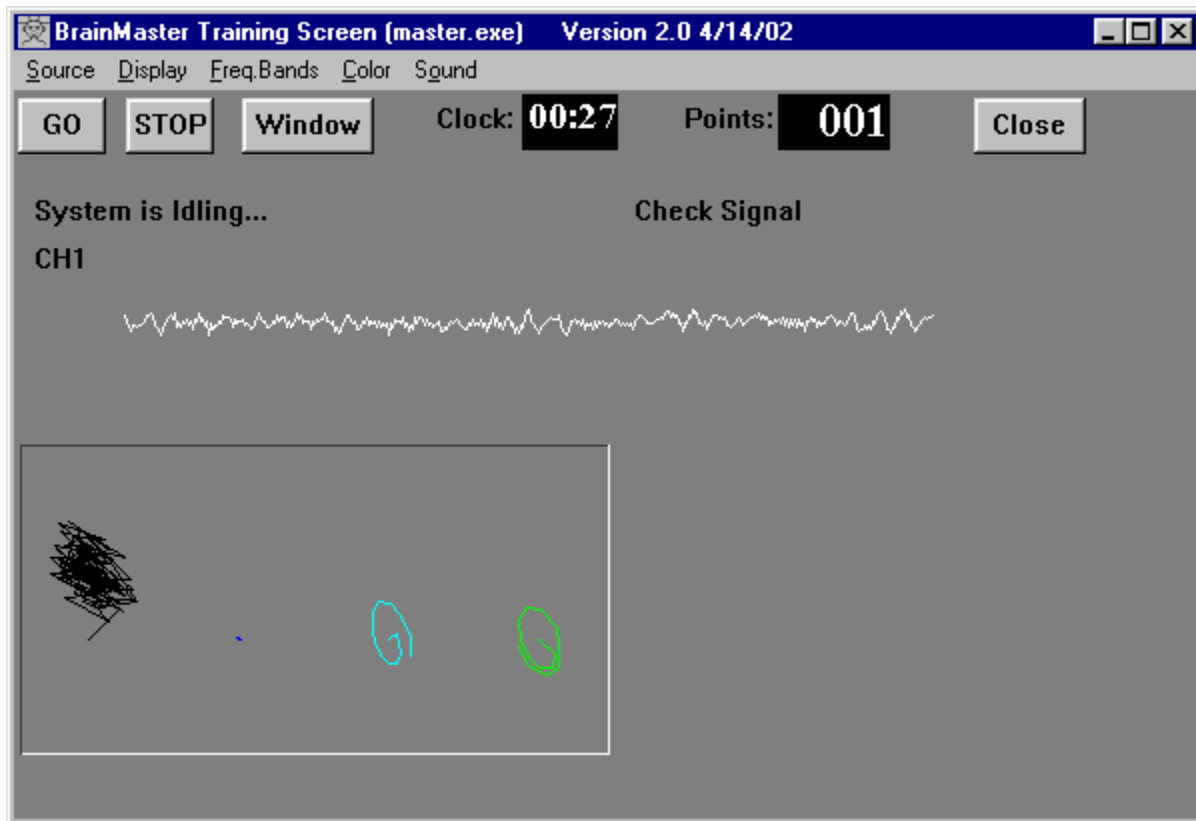 BrainMaster Training Screen (master.exe) Version 2.0 4/14/02
Source Display Freq.Bands Color Sound
GO STOP Window Clock: 00:27 Points: 001 Close
System is Idling... Check Signal
CH1